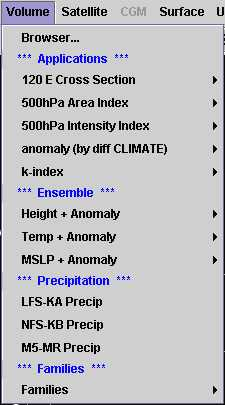 Volume Satellite CGM Surface U
Browser...
*** Applications ***
120 E Cross Section
500hPa Area Index
500hPa Intensity Index
anomaly (by diff CLIMATE)
k-index
*** Ensemble ***
Height + Anomaly
Temp + Anomaly
MSLP + Anomaly
*** Precipitation ***
LFS-KA Precip
NFS-KB Precip
M5-MR Precip
*** Families ***
Families